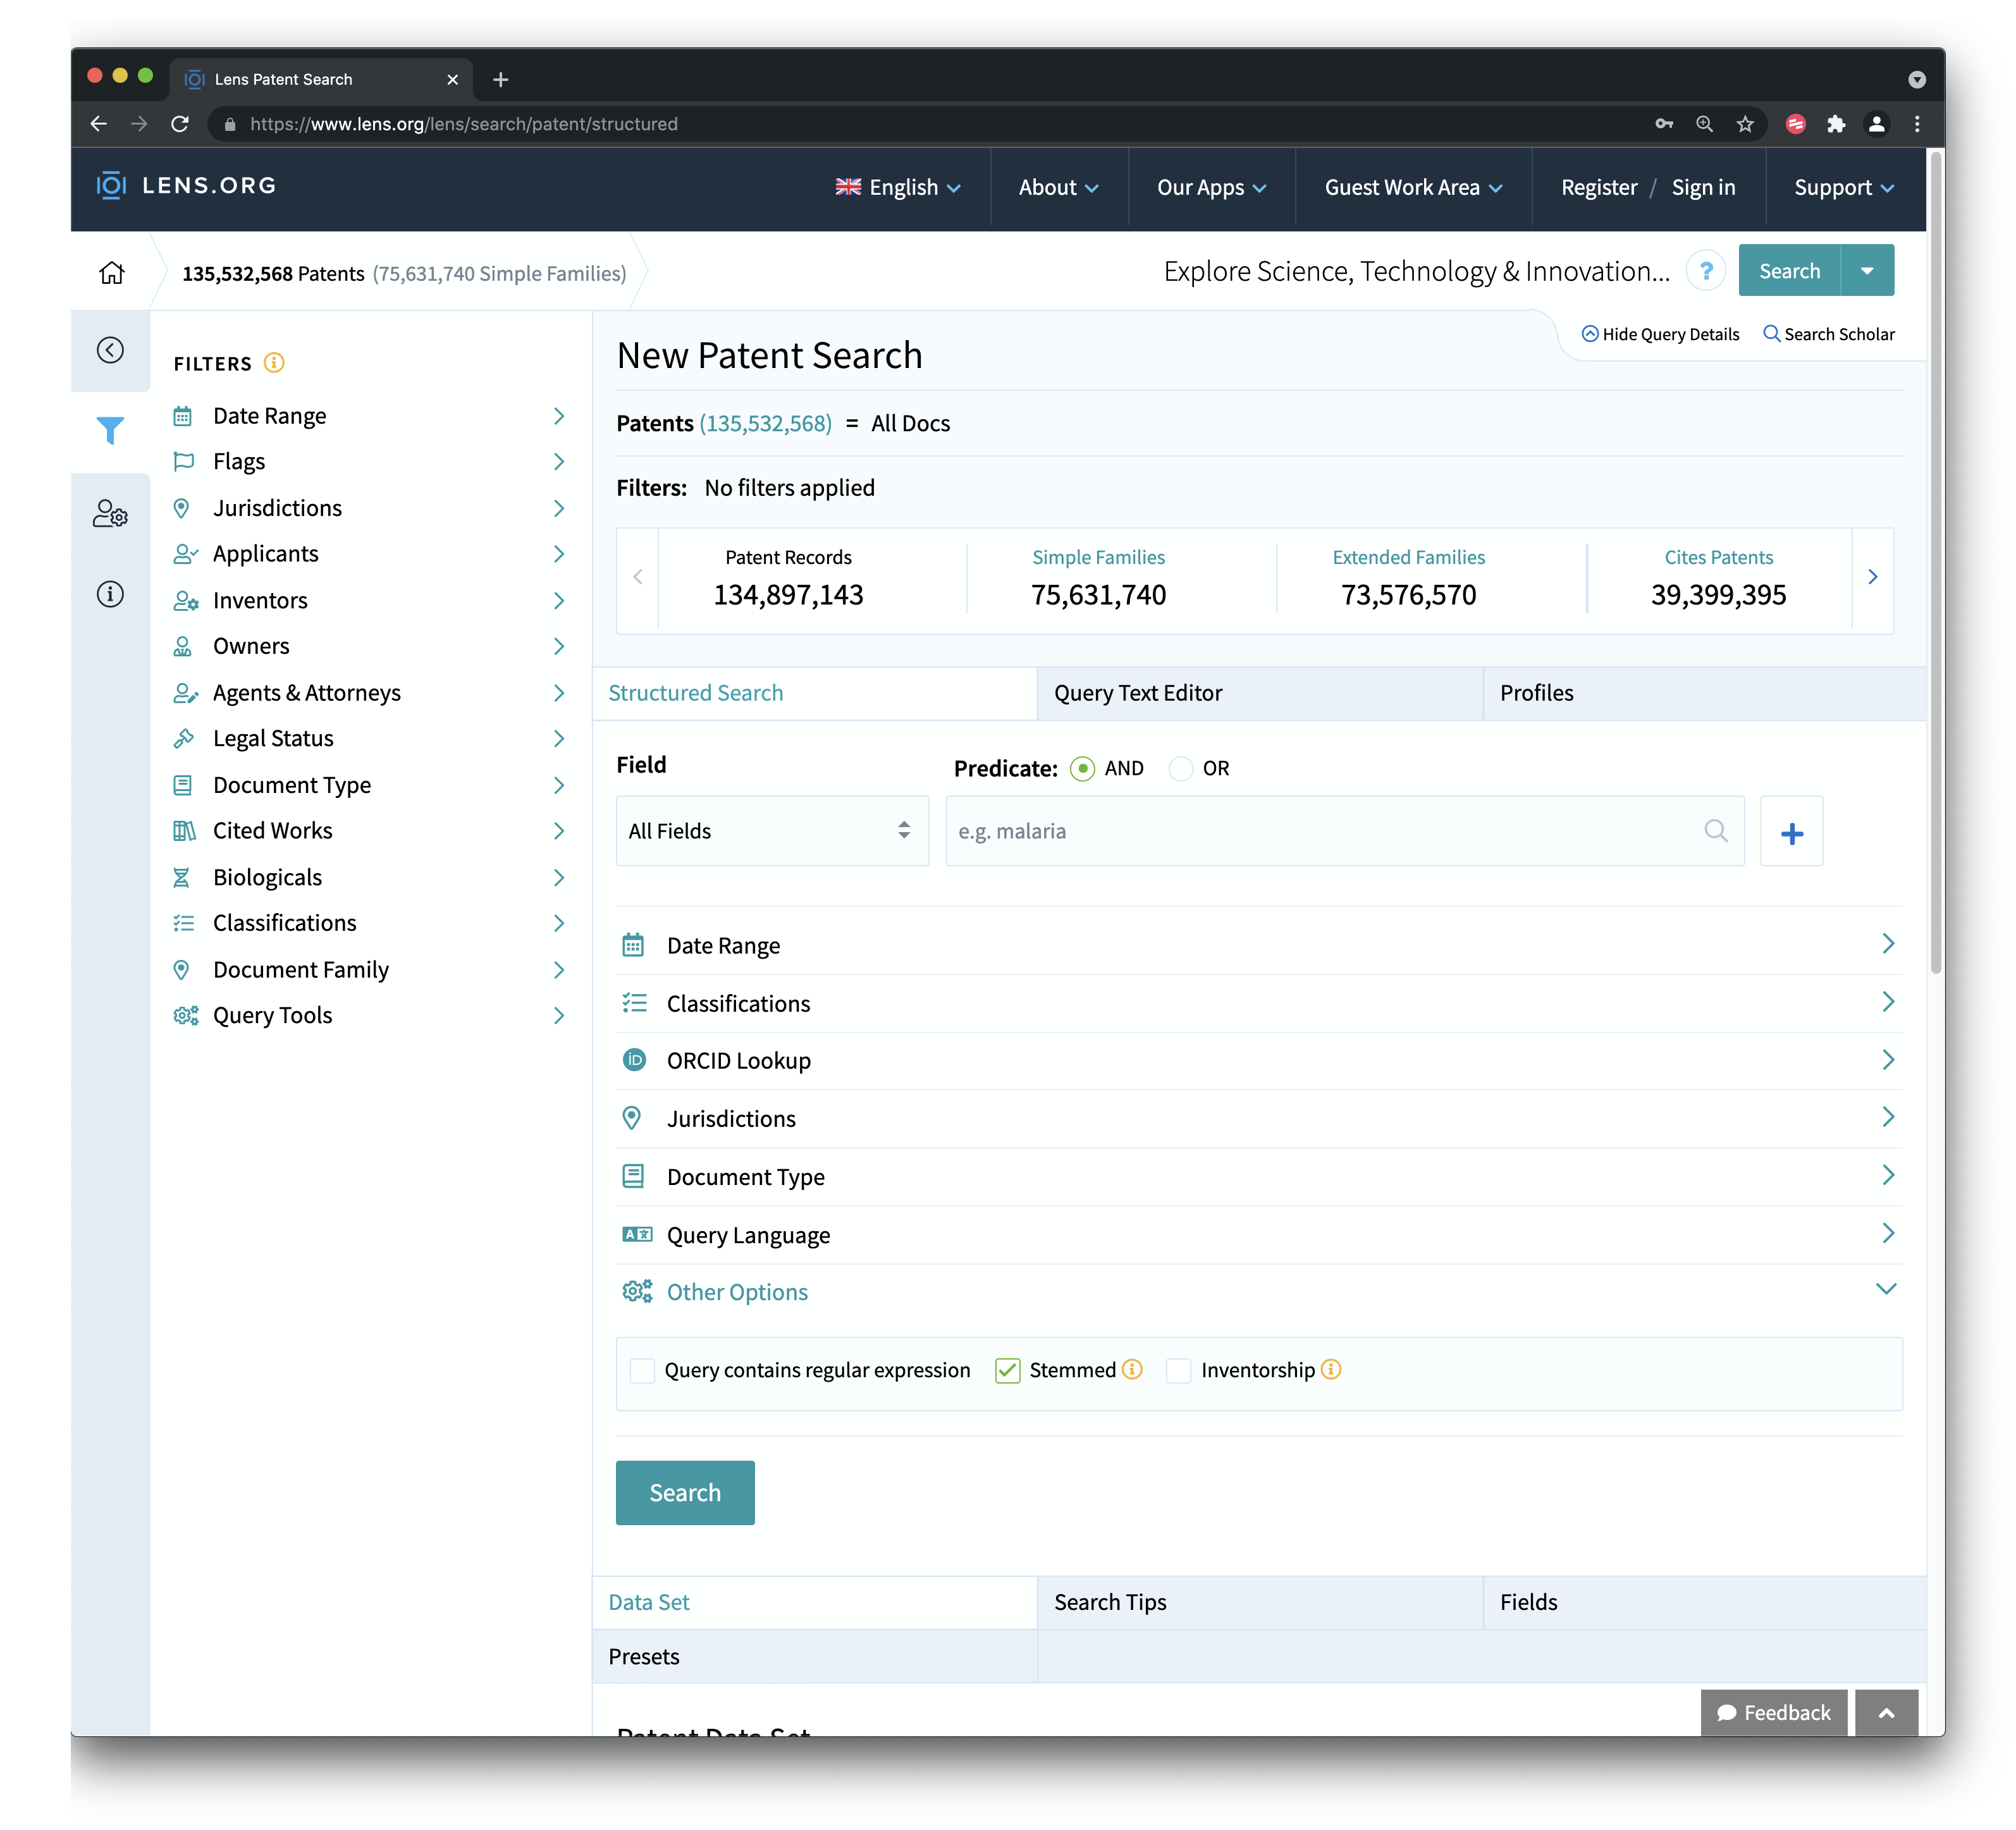 Lens Patent Search
https://www.lens.org/lens/search/patent/structured
LENS.ORG
English
About
Our Apps
Guest Work Area
Register / Sign in
Support
135,532,568 Patents (75,631,740 Simple Families)
Explore Science, Technology & Innovation...
?
Search
Hide Query Details
Search Scholar
FILTERS
Date Range
Flags
Jurisdictions
Applicants
Inventors
Owners
Agents & Attorneys
Legal Status
Document Type
Cited Works
Biologicals
Classifications
Document Family
Query Tools
New Patent Search
Patents (135,532,568) = All Docs
Filters: No filters applied
Patent Records
134,897,143
Simple Families
75,631,740
Extended Families
73,576,570
Cites Patents
39,399,395
Structured Search
Query Text Editor
Profiles
Field
Predicate: AND OR
All Fields
e.g. malaria
Date Range
Classifications
ORCID Lookup
Jurisdictions
Document Type
Query Language
Other Options
Query contains regular expression
Stemmed
Inventorship
Search
Data Set
Search Tips
Fields
Presets
Patent Data Set
Feedback